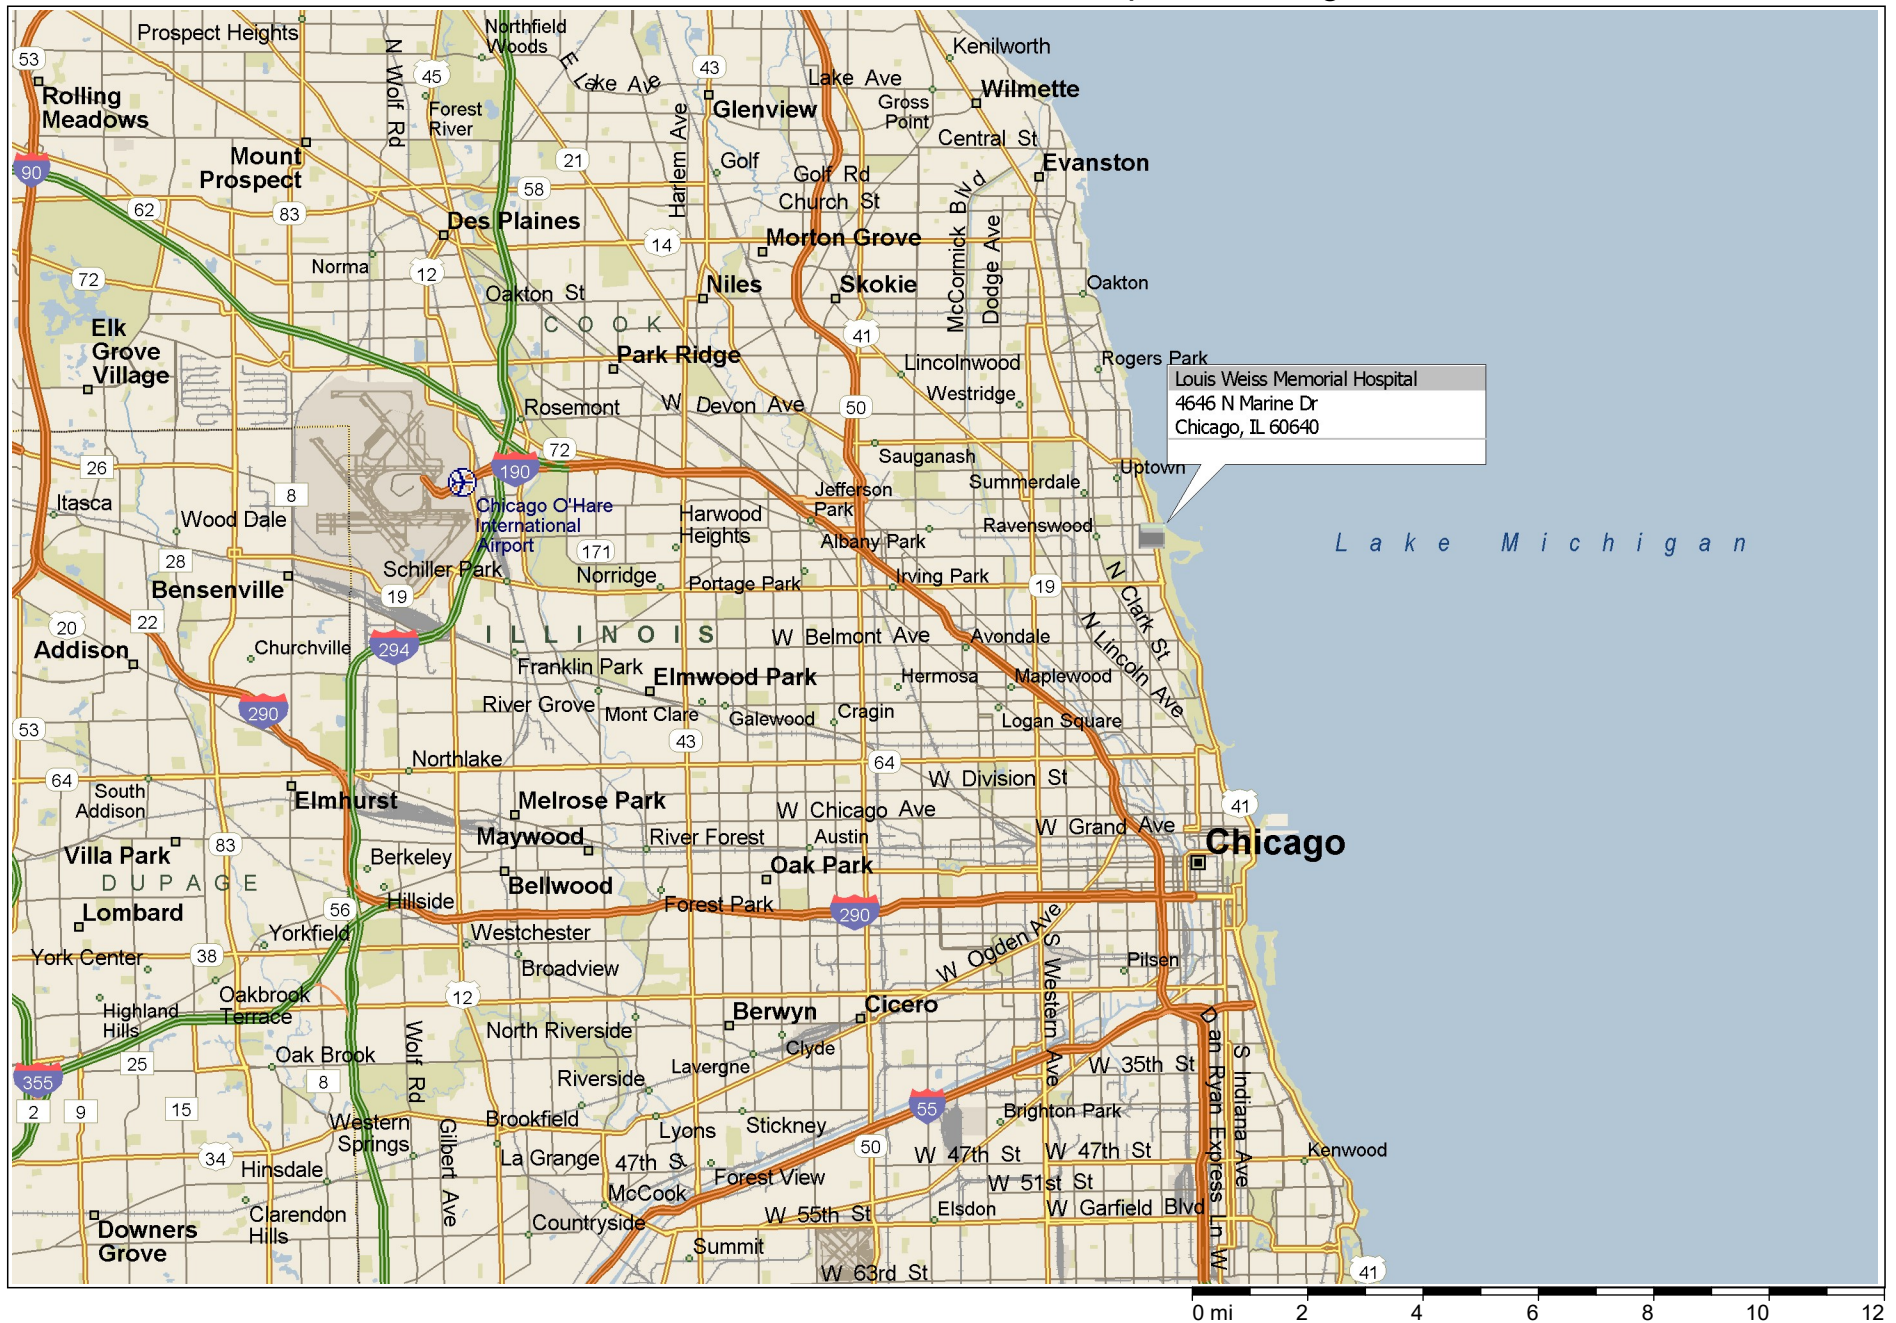 Prospect Heights
Northfield
Woods
Kenilworth
53
N Wolf Rd
45
E Lake Ave
43
Lake Ave
Wilmette
Rolling
Meadows
Forest
River
Harlem Ave
Glenview
Gross
Point
Central St
Mount
Prospect
21
Golf
Golf Rd
Evanston
90
58
Church St
McCormick Blvd
Dodge Ave
62
83
Des Plaines
14
Morton Grove
Norma
12
72
Oakton St
Niles
Skokie
Oakton
COOK
41
Elk
Grove
Village
Park Ridge
Lincolnwood
Rogers Park
Louis Weiss Memorial Hospital
4646 N Marine Dr
Chicago, IL 60640
Westridge
Rosemont
W Devon Ave
50
72
Sauganash
26
190
Uptown
8
Summerdale
Itasca
Wood Dale
Chicago O'Hare
International
Airport
Harwood
Heights
Jefferson
Park
Ravenswood
Albany Park
Lake Michigan
28
171
Schiller Park
Norridge
Portage Park
Irving Park
19
Bensenville
19
N Clark St
20
22
ILLINOIS
W Belmont Ave
Avondale
N Lincoln Ave
Addison
Churchville
294
Franklin Park
Elmwood Park
Hermosa
Maplewood
290
River Grove
Mont Clare
Galewood
Cragin
Logan Square
53
43
64
Northlake
64
W Division St
South
Addison
Elmhurst
Melrose Park
W Chicago Ave
41
Maywood
River Forest
Austin
W Grand Ave
Chicago
Villa Park
83
Berkeley
Oak Park
DUPAGE
Bellwood
Lombard
56
Hillside
Forest Park
290
Yorkfield
Westchester
W Ogden Ave
S Western Ave
York Center
38
Broadview
Pilsen
Oakbrook
Terrace
12
Highland
Hills
Berwyn
Cicero
North Riverside
Wolf Rd
Dan Ryan Express Ln W
25
Oak Brook
Clyde
Lavergne
W 35th St
S Indiana Ave
355
8
Riverside
55
2
9
15
Western
Springs
Brookfield
Brighton Park
Gilbert Ave
Lyons
Stickney
34
Hinsdale
La Grange
47th St
50
W 47th St
W 47th St
Kenwood
Forest View
W 51st St
McCook
Clarendon
Hills
Countryside
W 55th St
Elsdon
W Garfield Blvd
Downers
Grove
Summit
W 63rd St
41
0 mi
2
4
6
8
10
12